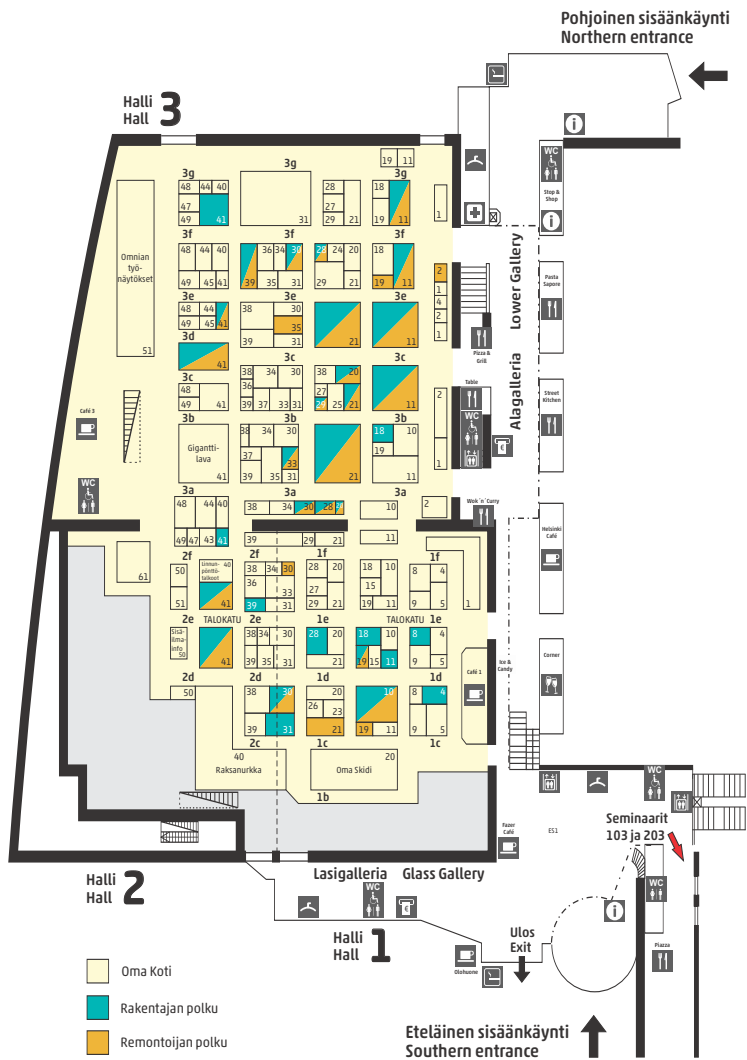 Pohjoinen sisäänkäynti
Northern entrance
Halli
Hall 3
WC
Stop &
Shop
3g
3g
3g
19 11
48 44 40
47
49 41
31
28
27
29 21
18
19 11
1
Omnian
työ-
näytökset
51
3f
3f
3f
48 44 40
49 45 41
39 36 34 30
35 31
28 24 20
29 21
18
19 11
2
1
4
2
1
Alagalleria Lower Gallery
Pasta
Sapore
3e
3e
3e
48 44
49 45 41
38 30
35
39 31
21
11
Pizza &
Grill
3d
41
3c
3c
3c
48
49 41
38 34 30
36
39 37 33 31
38 20
27
29 25 21
11
2
1
Table
WC
Street
Kitchen
Café 3
3b
3b
3b
Gigantti-
lava
41
38 34 30
37
33
39 35 31
21
18 10
19
11
WC
3a
3a
3a
48 44 40
49 47 43 41
38 34 30 28
10
2
Wok´n´Curry
Helsinki
Café
39 29 21
11
61
2f
2f
1f
1f
50
51
Linnun-
pönttö-
talkoot 40
41
38 34 30
36
33
39 31
28 20
27
29 21
18 10
15
19 11
8 4
9 5
1
2e
TALOKATU
2e
1e
TALOKATU
1e
Sisä-
ilma-
info
50
41
38 34 30
39 35 31
28 20
21
18 10
19 15 11
8 4
9 5
Café 1
Ice &
Candy
Corner
2d
2d
1d
1d
50
38 30
39 31
20
26 23
21
10
19 11
8 4
9 5
2c
1c
1c
40
Raksanurkka
20
Oma Skidi
1b
WC
Fazer
Café
ES1
Seminaarit
103 ja 203
Halli
Hall 2
Lasigalleria Glass Gallery
WC
WC
Halli
Hall 1
Ulos
Exit
Olohuone
Piazza
Oma Koti
Rakentajan polku
Remontoijan polku
Eteläinen sisäänkäynti
Southern entrance